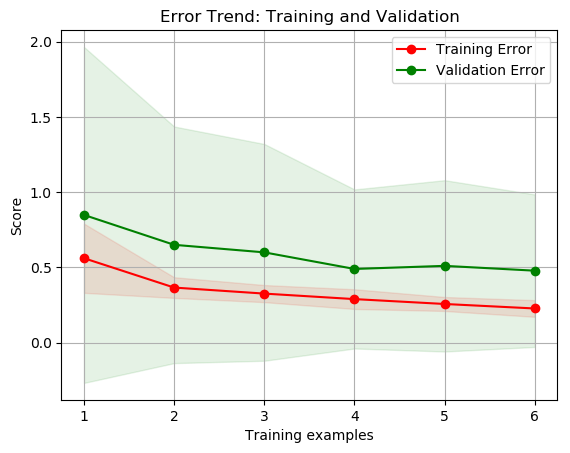 Error Trend: Training and Validation
Training Error
Validation Error
2.0
1.5
1.0
0.5
0.0
Score
1 2 3 4 5 6
Training examples